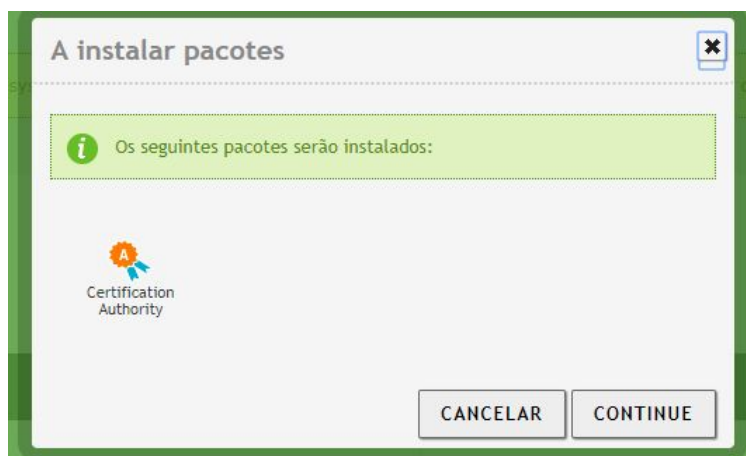 A instalar pacotes
Os seguintes pacotes serão instalados:
A
Certification
Authority
CANCELAR
CONTINUE